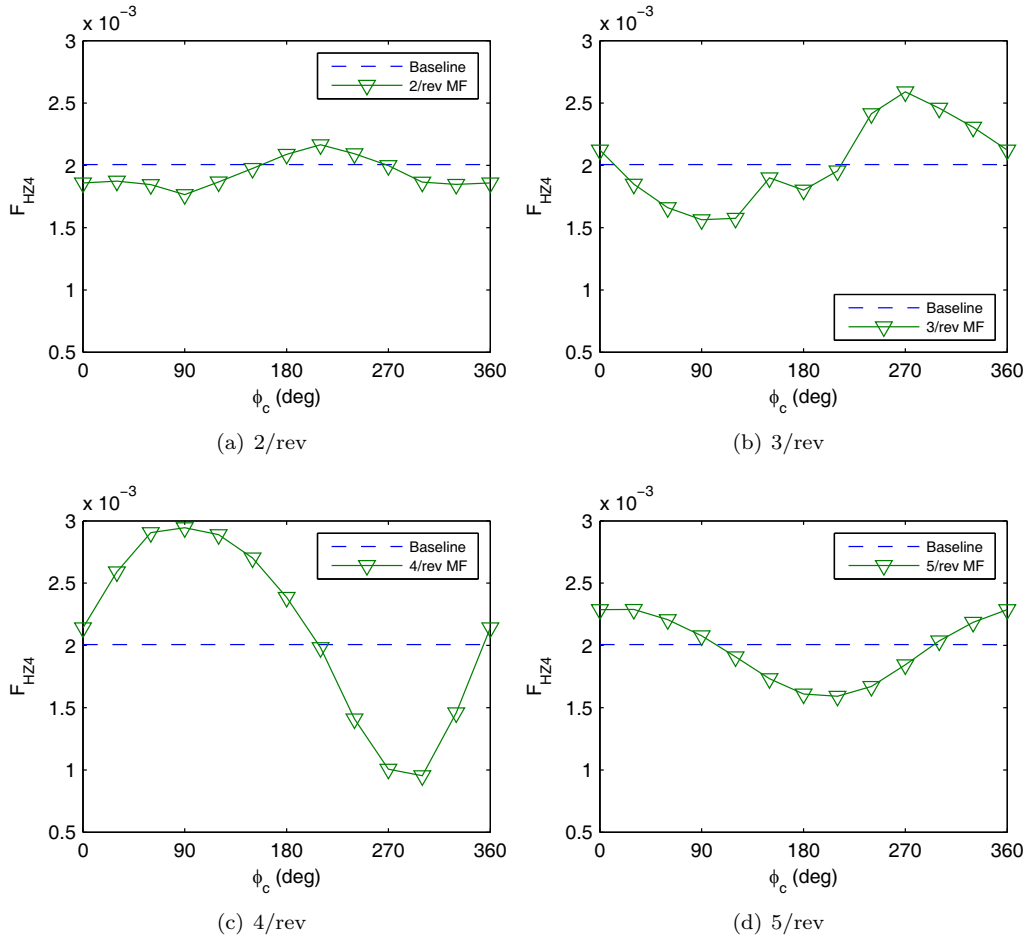 x 10⁻³
3
2.5
2
1.5
1
0.5
F_HZ4
Baseline
2/rev MF
0 90 180 270 360
ϕ_c (deg)
(a) 2/rev
x 10⁻³
3
2.5
2
1.5
1
0.5
F_HZ4
Baseline
3/rev MF
0 90 180 270 360
ϕ_c (deg)
(b) 3/rev
x 10⁻³
3
2.5
2
1.5
1
0.5
F_HZ4
Baseline
4/rev MF
0 90 180 270 360
ϕ_c (deg)
(c) 4/rev
x 10⁻³
3
2.5
2
1.5
1
0.5
F_HZ4
Baseline
5/rev MF
0 90 180 270 360
ϕ_c (deg)
(d) 5/rev